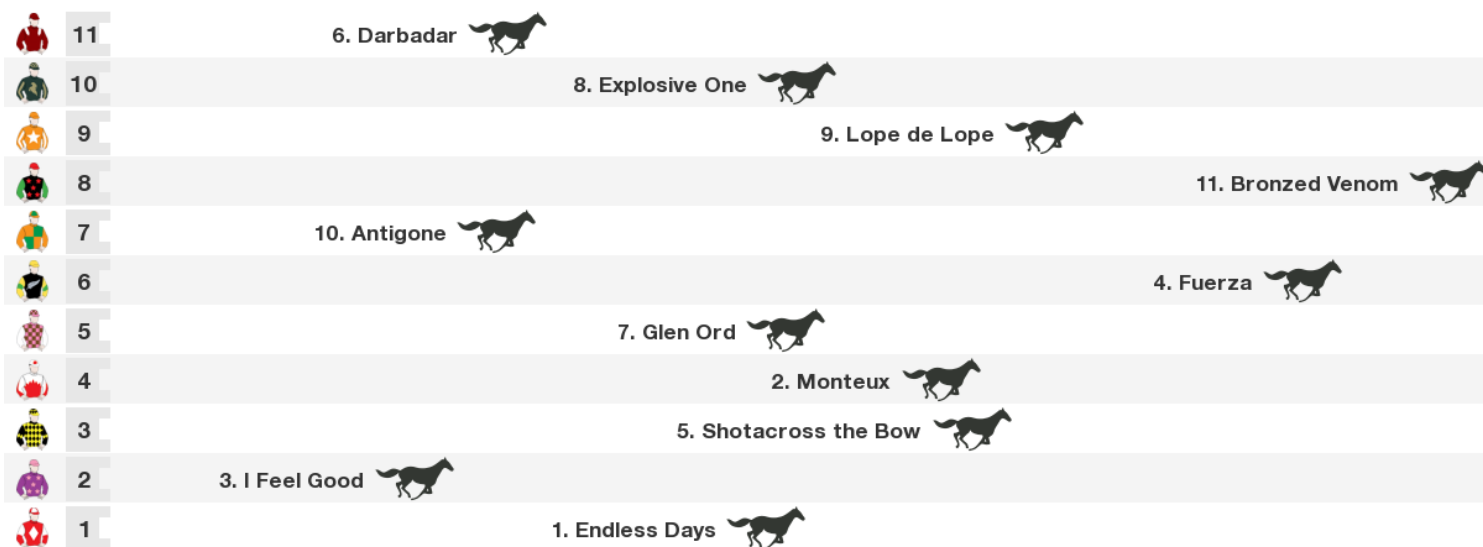 11 6. Darbadar
10 8. Explosive One
9 9. Lope de Lope
8 11. Bronzed Venom
7 10. Antigone
6 4. Fuerza
5 7. Glen Ord
4 2. Monteux
3 5. Shotacross the Bow
2 3. I Feel Good
1 1. Endless Days